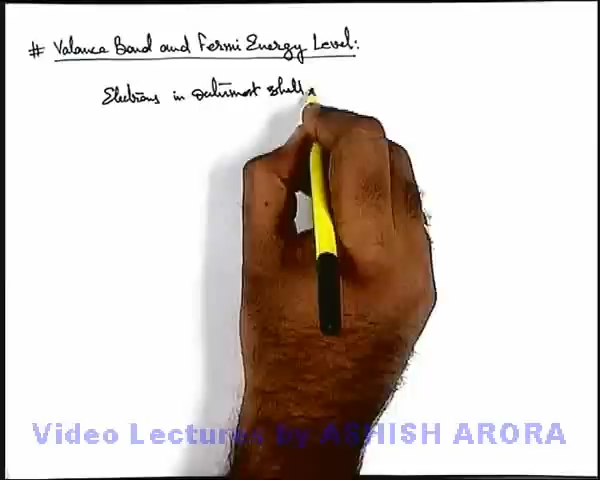 # Valance Band and Fermi Energy Level:
Electrons in outermost shell
Video Lectures by ASHISH ARORA